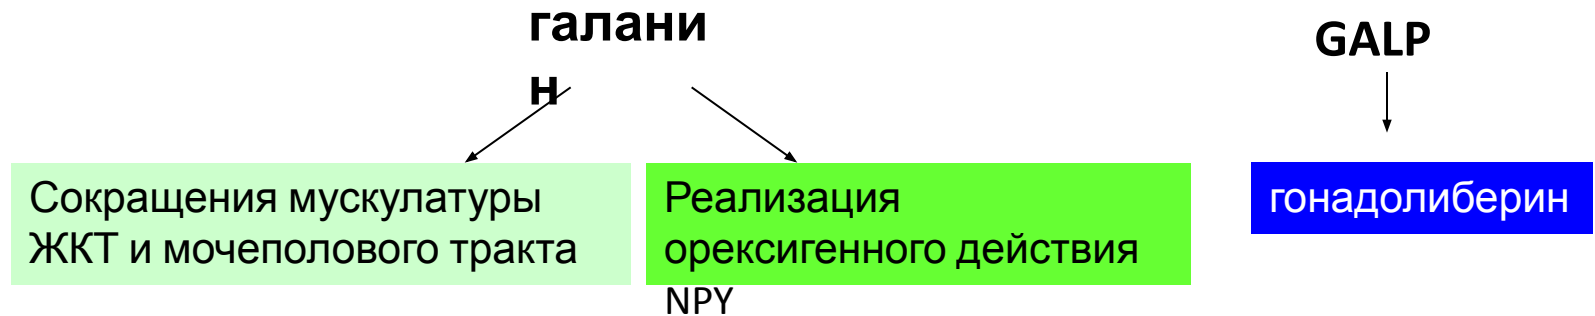 галани
н
GALP
Сокращения мускулатуры
ЖКТ и мочеполового тракта
Реализация
орексигенного действия
NPY
гонадолиберин